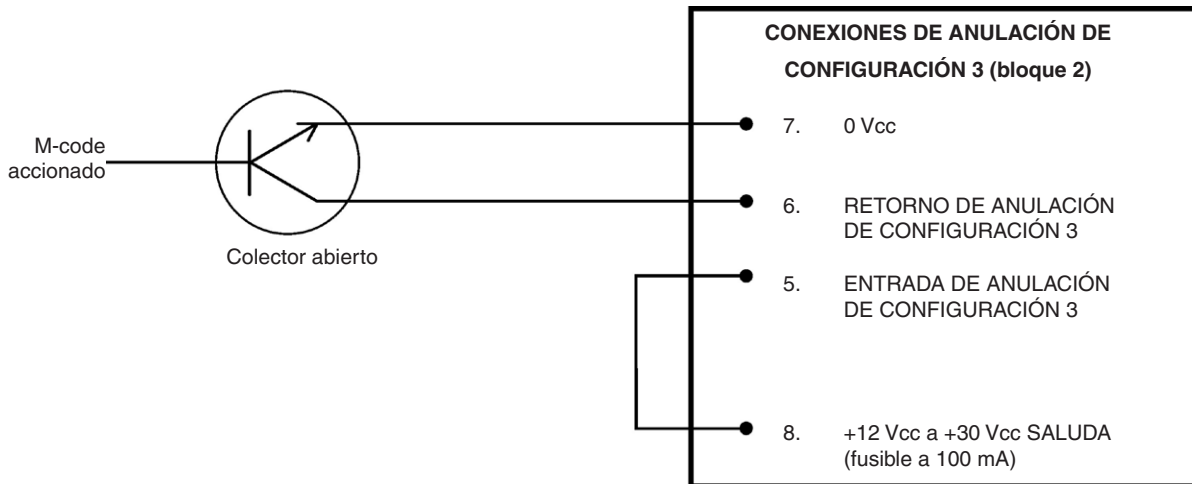 CONEXIONES DE ANULACIÓN DE
CONFIGURACIÓN 3 (bloque 2)
M-code
accionado
Colector abierto
7. 0 Vcc
6. RETORNO DE ANULACIÓN
DE CONFIGURACIÓN 3
5. ENTRADA DE ANULACIÓN
DE CONFIGURACIÓN 3
8. +12 Vcc a +30 Vcc SALUDA
(fusible a 100 mA)